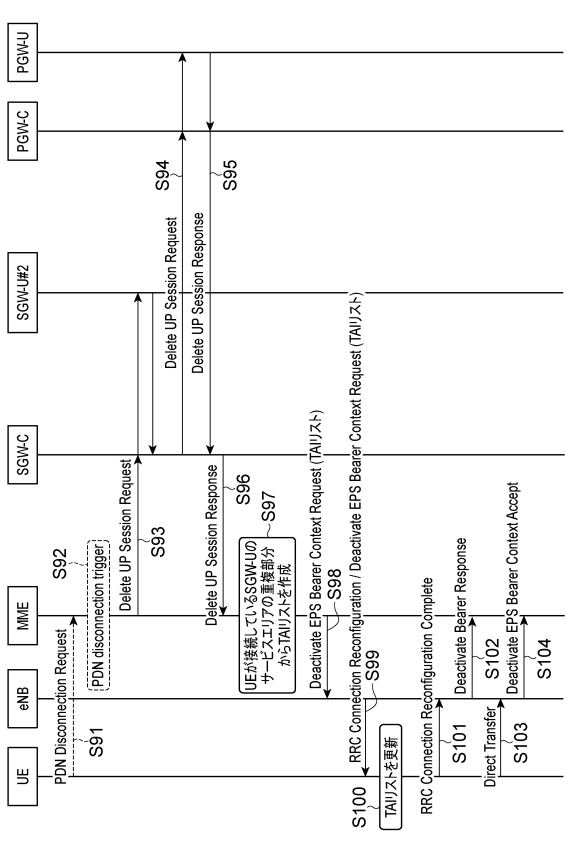 UE
eNB
MME
SGW-C
SGW-U#2
PGW-C
PGW-U
PDN Disconnection Request
S91
S92
PDN disconnection trigger
Delete UP Session Request
S93
Delete UP Session Request
S94
Delete UP Session Response
S95
Delete UP Session Response
S96
S97
UEが接続しているSGW-Uの
サービスエリアの重複部分
からTAIリストを作成
Deactivate EPS Bearer Context Request (TAIリスト)
S98
RRC Connection Reconfiguration / Deactivate EPS Bearer Context Request (TAIリスト)
S99
S100
TAIリストを更新
RRC Connection Reconfiguration Complete
S101
Deactivate Bearer Response
S102
Direct Transfer
S103
Deactivate EPS Bearer Context Accept
S104